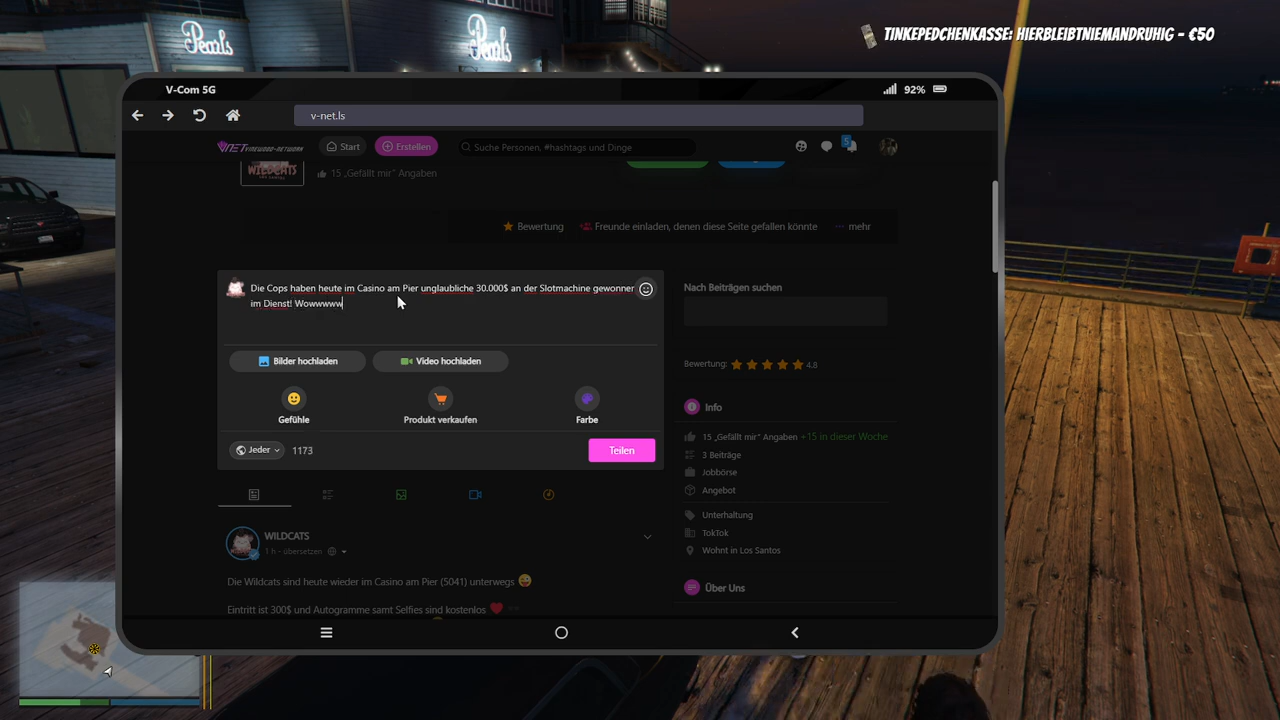 Pearls
Pearls
TINKEPEDCHENKASSE: HIERBLEIBTNIEMANDRUHIG - €50
V-Com 5G
92%
v-net.ls
VNET VINEWOOD-NETWORK
Start
Erstellen
Suche Personen, #hashtags und Dinge
5
WILDCATS
15 „Gefällt mir“ Angaben
Bewertung
Freunde einladen, denen diese Seite gefallen könnte
mehr
Die Cops haben heute im Casino am Pier unglaubliche 30.000$ an der Slotmachine gewonnen
im Dienst! Wowwwww
Bilder hochladen
Video hochladen
Gefühle
Produkt verkaufen
Farbe
Jeder
1173
Teilen
Nach Beiträgen suchen
Bewertung:
4.8
Info
15 „Gefällt mir“ Angaben +15 in dieser Woche
3 Beiträge
Jobbörse
Angebot
Unterhaltung
TokTok
Wohnt in Los Santos
Über Uns
WILDCATS
1 h - übersetzen
Die Wildcats sind heute wieder im Casino am Pier (5041) unterwegs 😜
Eintritt ist 300$ und Autogramme samt Selfies sind kostenlos ❤